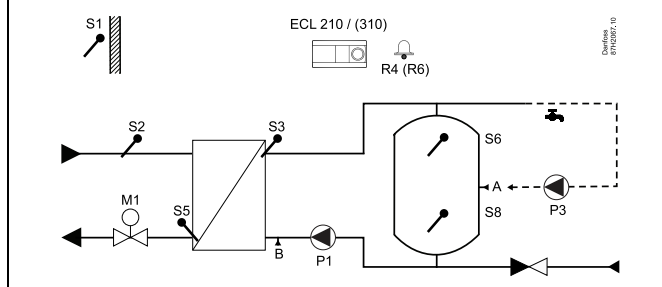 S1
ECL 210 / (310)
R4 (R6)
Danfoss
87H2067.10
S2
S3
S6
M1
A
S5
S8
P3
B
P1